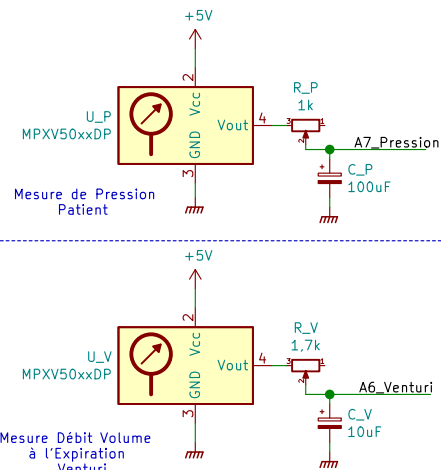 +5V
2
Vcc
U_P
MPXV50xxDP
GND
Vout
4
3
R_P
1k
3
1
2
A7_Pression
C_P
100uF
+
Mesure de Pression
Patient
+5V
2
Vcc
U_V
MPXV50xxDP
GND
Vout
4
3
R_V
1,7k
3
1
2
A6_Venturi
C_V
10uF
+
Mesure Débit Volume
à l'Expiration
Venturi